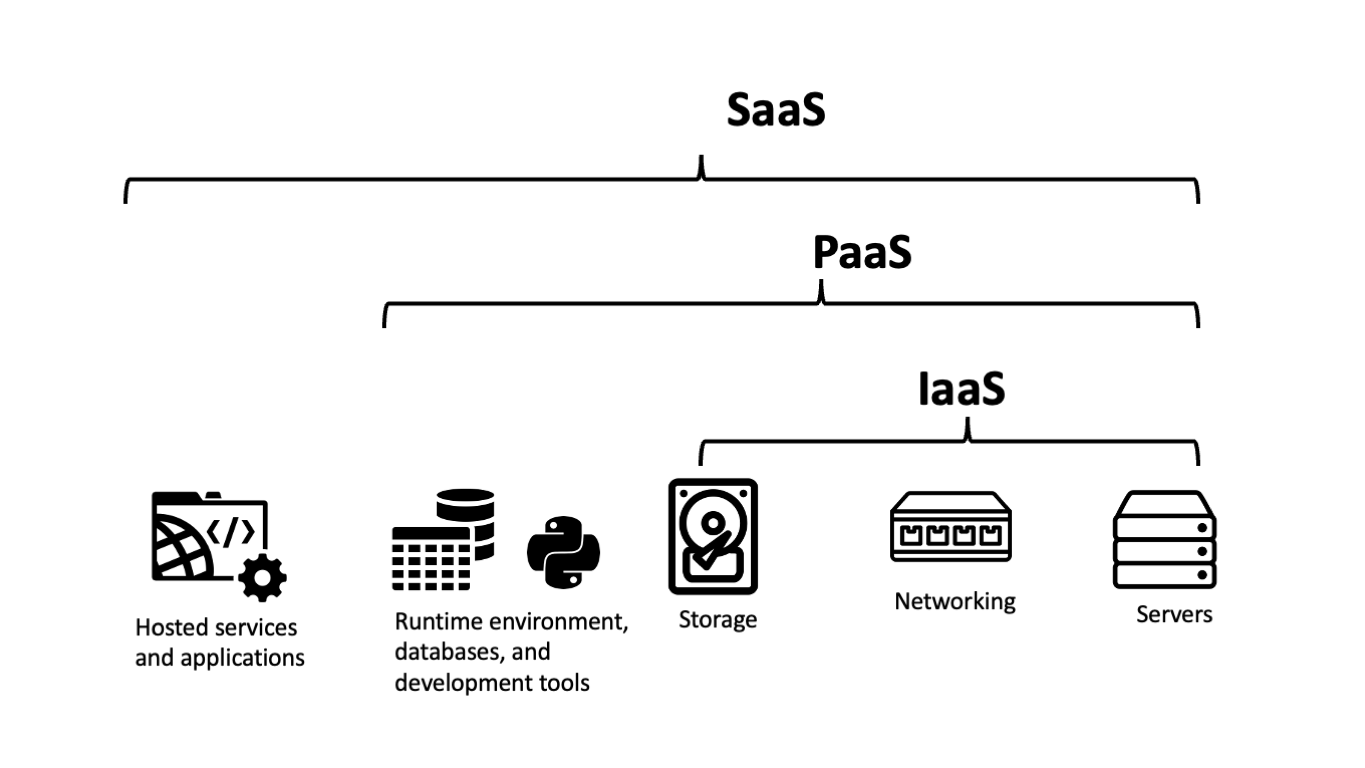 SaaS
PaaS
IaaS
</>
Hosted services
and applications
Runtime environment,
databases, and
development tools
Storage
Networking
Servers